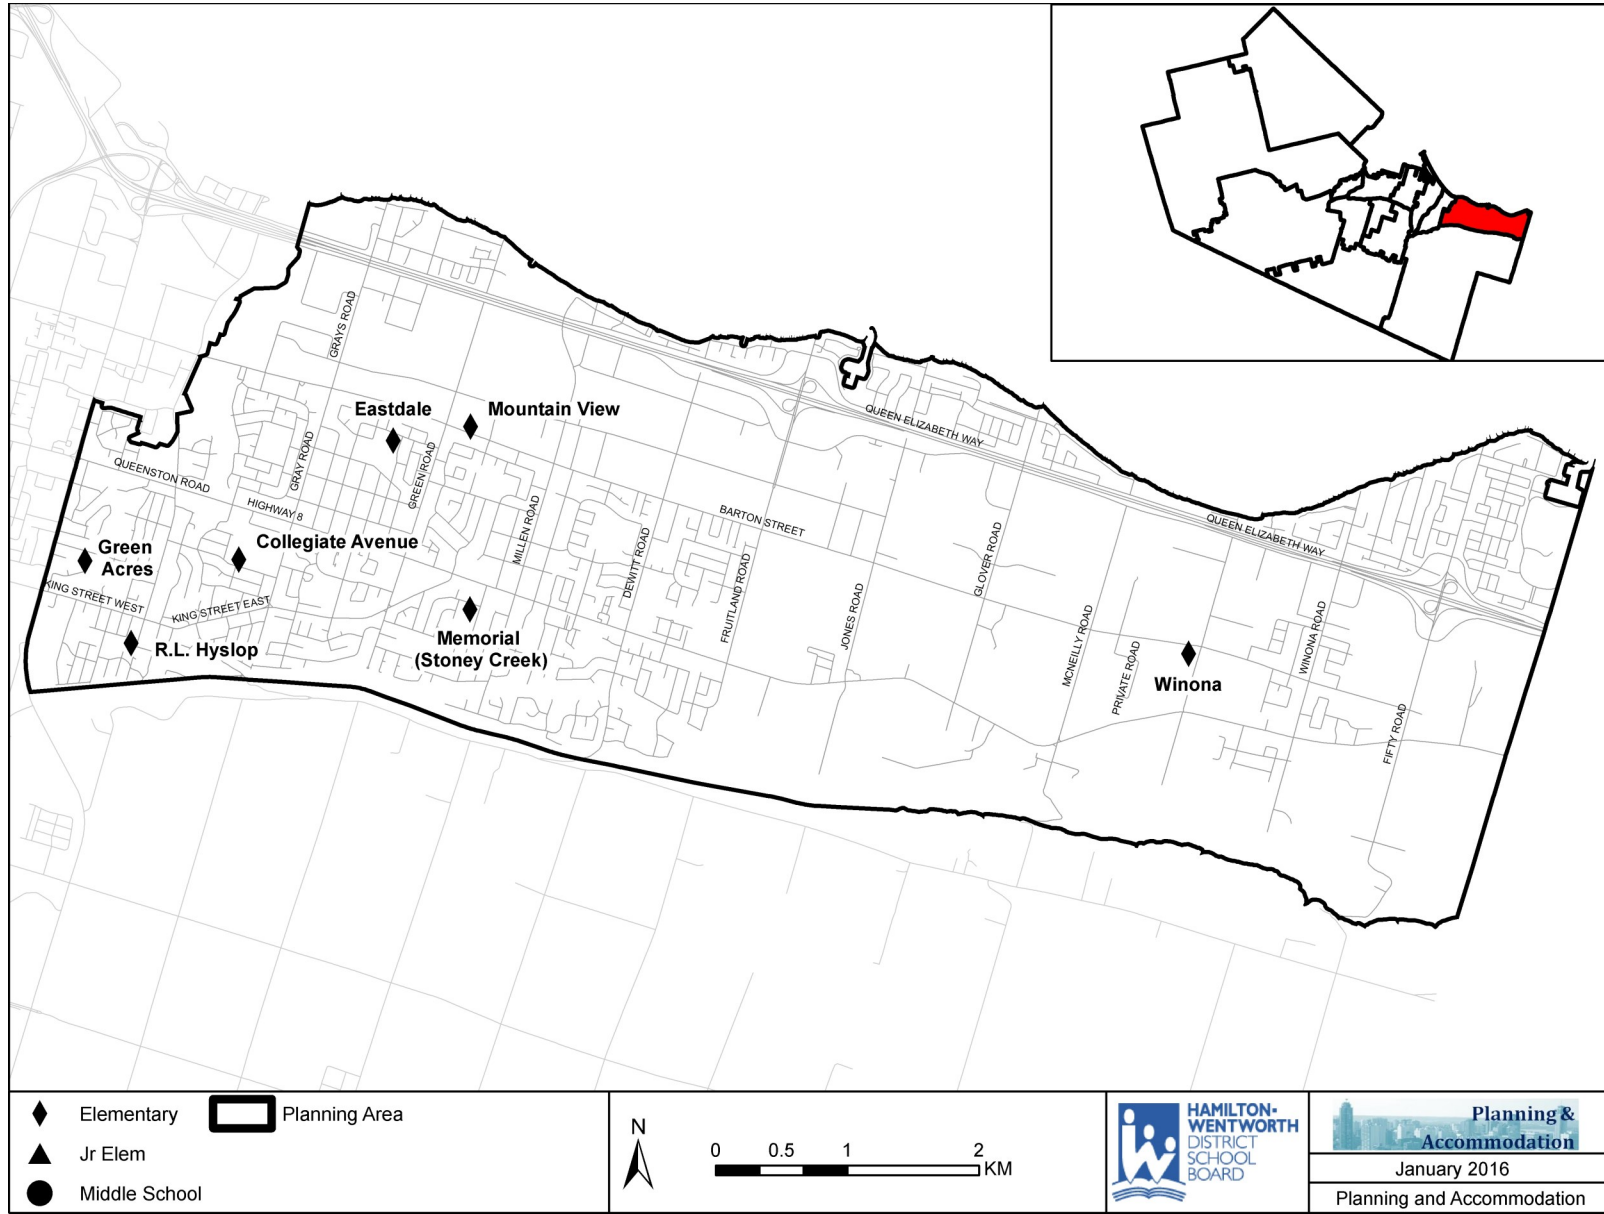 GRAYS ROAD
Eastdale
Mountain View
QUEEN ELIZABETH WAY
GRAY ROAD
GREEN ROAD
QUEENSTON ROAD
HIGHWAY 8
MILLEN ROAD
BARTON STREET
QUEEN ELIZABETH WAY
Green
Acres
Collegiate Avenue
DEWITT ROAD
FRUITLAND ROAD
JONES ROAD
GLOVER ROAD
KING STREET WEST
KING STREET EAST
R.L. Hyslop
Memorial
(Stoney Creek)
MCNEILLY ROAD
PRIVATE ROAD
Winona
WINONA ROAD
FIFTY ROAD
Elementary
Planning Area
Jr Elem
Middle School
N
0 0.5 1 2
KM
HAMILTON-
WENTWORTH
DISTRICT
SCHOOL
BOARD
Planning &
Accommodation
January 2016
Planning and Accommodation